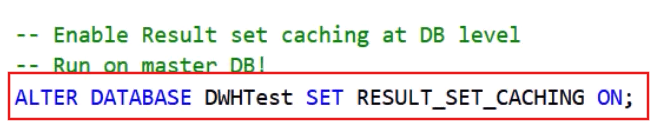 -- Enable Result set caching at DB level
-- Run on master DB!
ALTER DATABASE DWHTest SET RESULT_SET_CACHING ON;